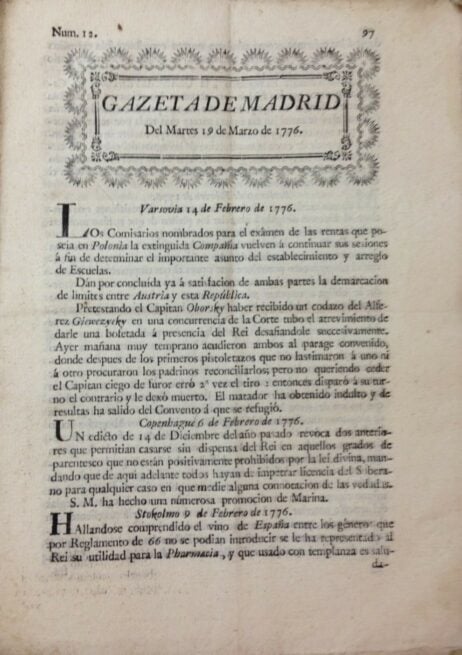 Num. 12. 97
GAZETA DE MADRID
Del Martes 19 de Marzo de 1776.
Varsovia 14 de Febrero de 1776.
LOs Comisarios nombrados para el exâmen de las rentas que po-
seia en Polonia la extinguida Compañia vuelven á continuar sus sesiones
á fin de determinar el importante asunto del establecimiento y arreglo
de Escuelas.
Dán por concluida ya á satisfacion de ambas partes la demarcacion
de limites entre Austria y esta República.
Pretestando el Capitan Oborsky haber recibido un codazo del Alfe-
rez Giewrzycky en una concurrencia de la Corte tubo el atrevimiento de
darle una bofetada á presencia del Rei desafiandole succesivamente.
Ayer mañana muy temprano acudieron ambos al parage convenido,
donde despues de los primeros pistoletazos que no lastimaron á uno ni
á otro procuraron los padrinos reconciliarlos; pero no queriendo ceder
el Capitan ciego de furor erró 2ª vez el tiro: entonces disparó á su tur-
no el contrario y le dexó muerto. El matador ha obtenido indulto y de
resultas ha salido del Convento á que se refugió.
Copenhague 6 de Febrero de 1776.
UN edicto de 14 de Diciembre del año pasado revoca dos anterio-
res que permitian casarse sin dispensa del Rei en aquellos grados de
parentesco que no están positivamente prohibidos por la lei divina, man-
dando que de aqui adelante todos hayan de impetrar licencia del Sobera-
no para qualquier caso en que medie alguna connotacion de las vedadas.
S. M. ha hecho una númerosa promocion de Marina.
Stokolmo 9 de Febrero de 1776.
HAllandose comprendido el vino de España entre los géneros que
por Reglamento de 66 no se podian introducir se le ha representado al
Rei su utilidad para la Pharmacia, y que usado con templanza es salu-
da-